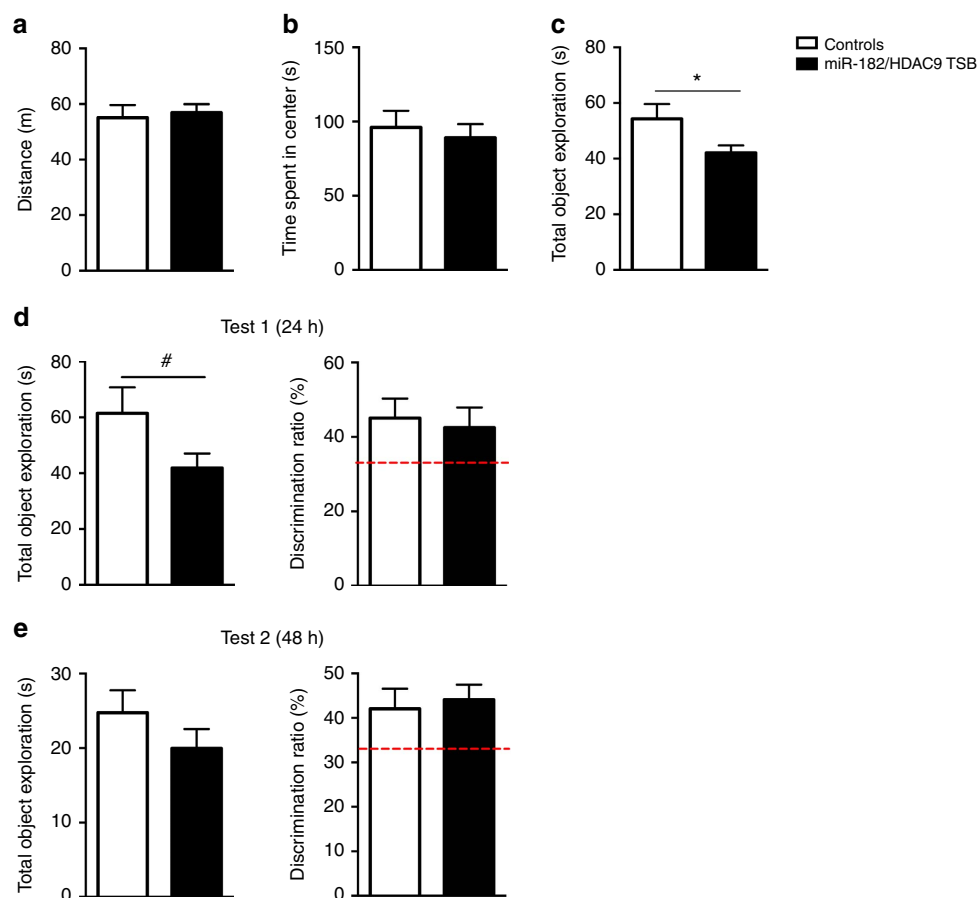 a
b
c
Controls
miR-182/HDAC9 TSB
Distance (m)
80
60
40
20
0
Time spent in center (s)
150
100
50
0
Total object exploration (s)
80
60
40
20
0
*
d
Test 1 (24 h)
Total object exploration (s)
80
60
40
20
0
#
Discrimination ratio (%)
60
40
20
0
e
Test 2 (48 h)
Total object exploration (s)
30
20
10
0
Discrimination ratio (%)
50
40
30
20
10
0